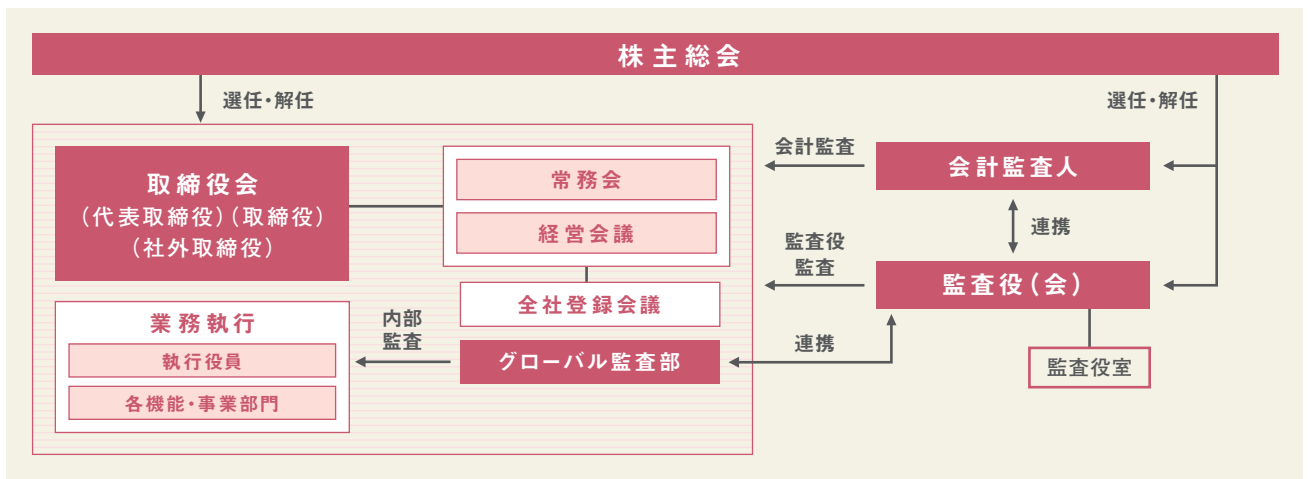 株主総会
選任・解任
選任・解任
取締役会
（代表取締役）（取締役）
（社外取締役）
常務会
経営会議
全社登録会議
業務執行
執行役員
各機能・事業部門
内部
監査
グローバル監査部
会計監査
会計監査人
連携
監査役
監査
監査役（会）
連携
監査役室